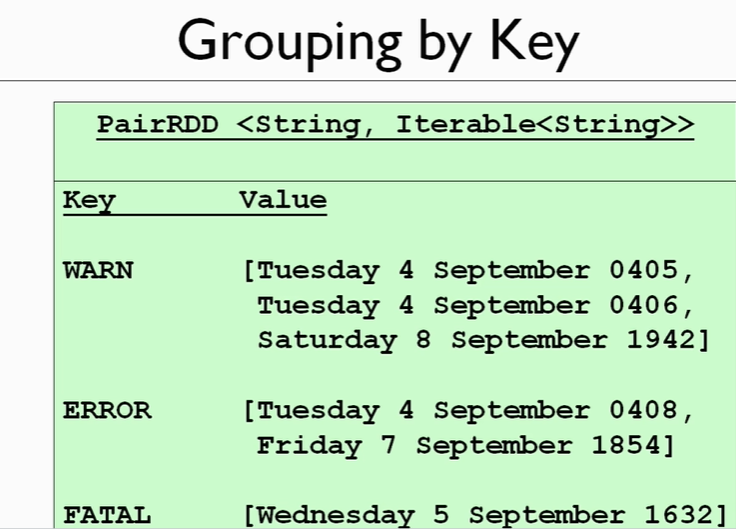 Grouping by Key
PairRDD <String, Iterable<String>>
Key Value
WARN [Tuesday 4 September 0405,
Tuesday 4 September 0406,
Saturday 8 September 1942]
ERROR [Tuesday 4 September 0408,
Friday 7 September 1854]
FATAL [Wednesday 5 September 1632]